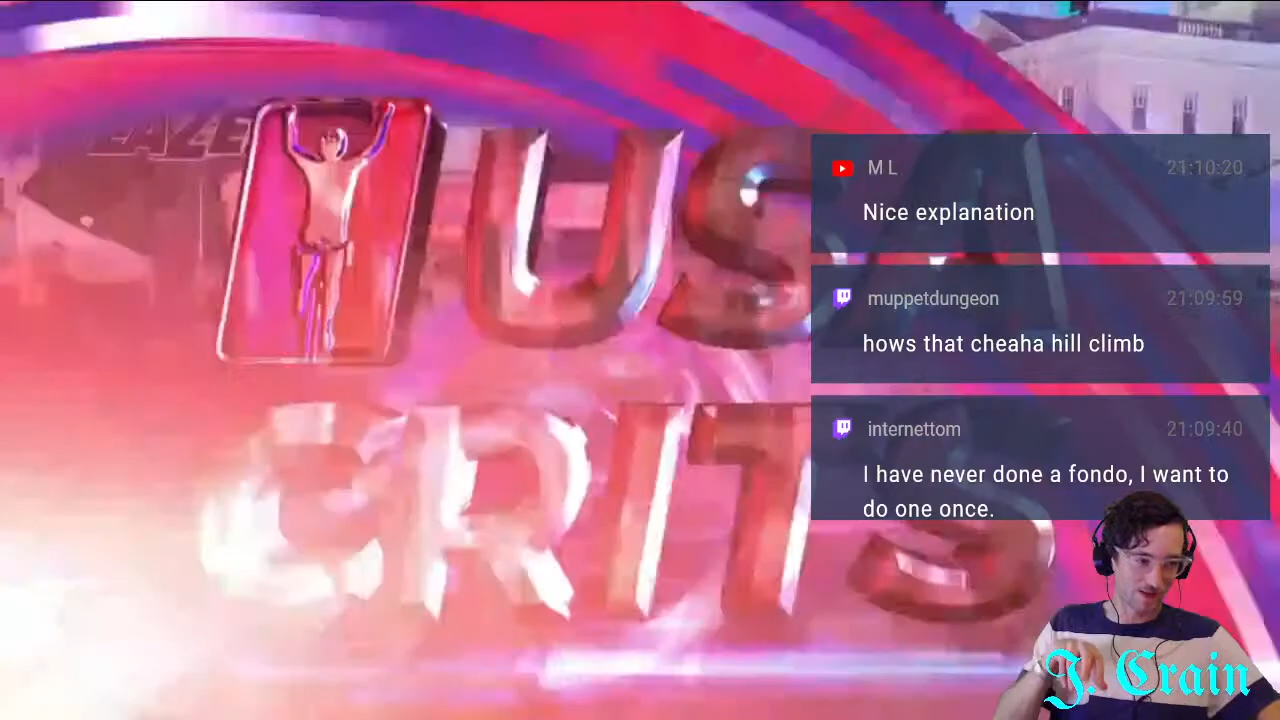 USA
CRITS
M L 21:10:20
Nice explanation
muppetdungeon 21:09:59
hows that cheaha hill climb
internettom 21:09:40
I have never done a fondo, I want to
do one once.
J. Crain